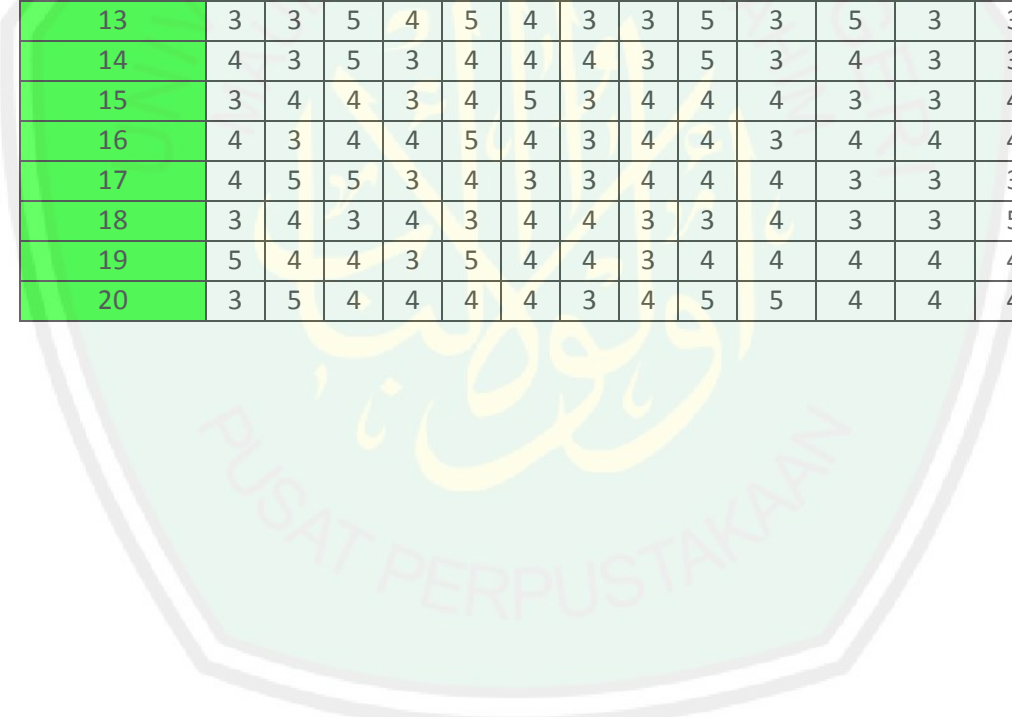 13 3 3 5 4 5 4 3 3 5 3 5 3
14 4 3 5 3 4 4 4 3 5 3 4 3
15 3 4 4 3 4 5 3 4 4 4 3 3
16 4 3 4 4 5 4 3 4 4 3 4 4
17 4 5 5 3 4 3 3 4 4 4 3 3
18 3 4 3 4 3 4 4 3 3 4 3 3
19 5 4 4 3 5 4 4 3 4 4 4 4
20 3 5 4 4 4 4 3 4 5 5 4 4
PUSAT PERPUSTAKAAN